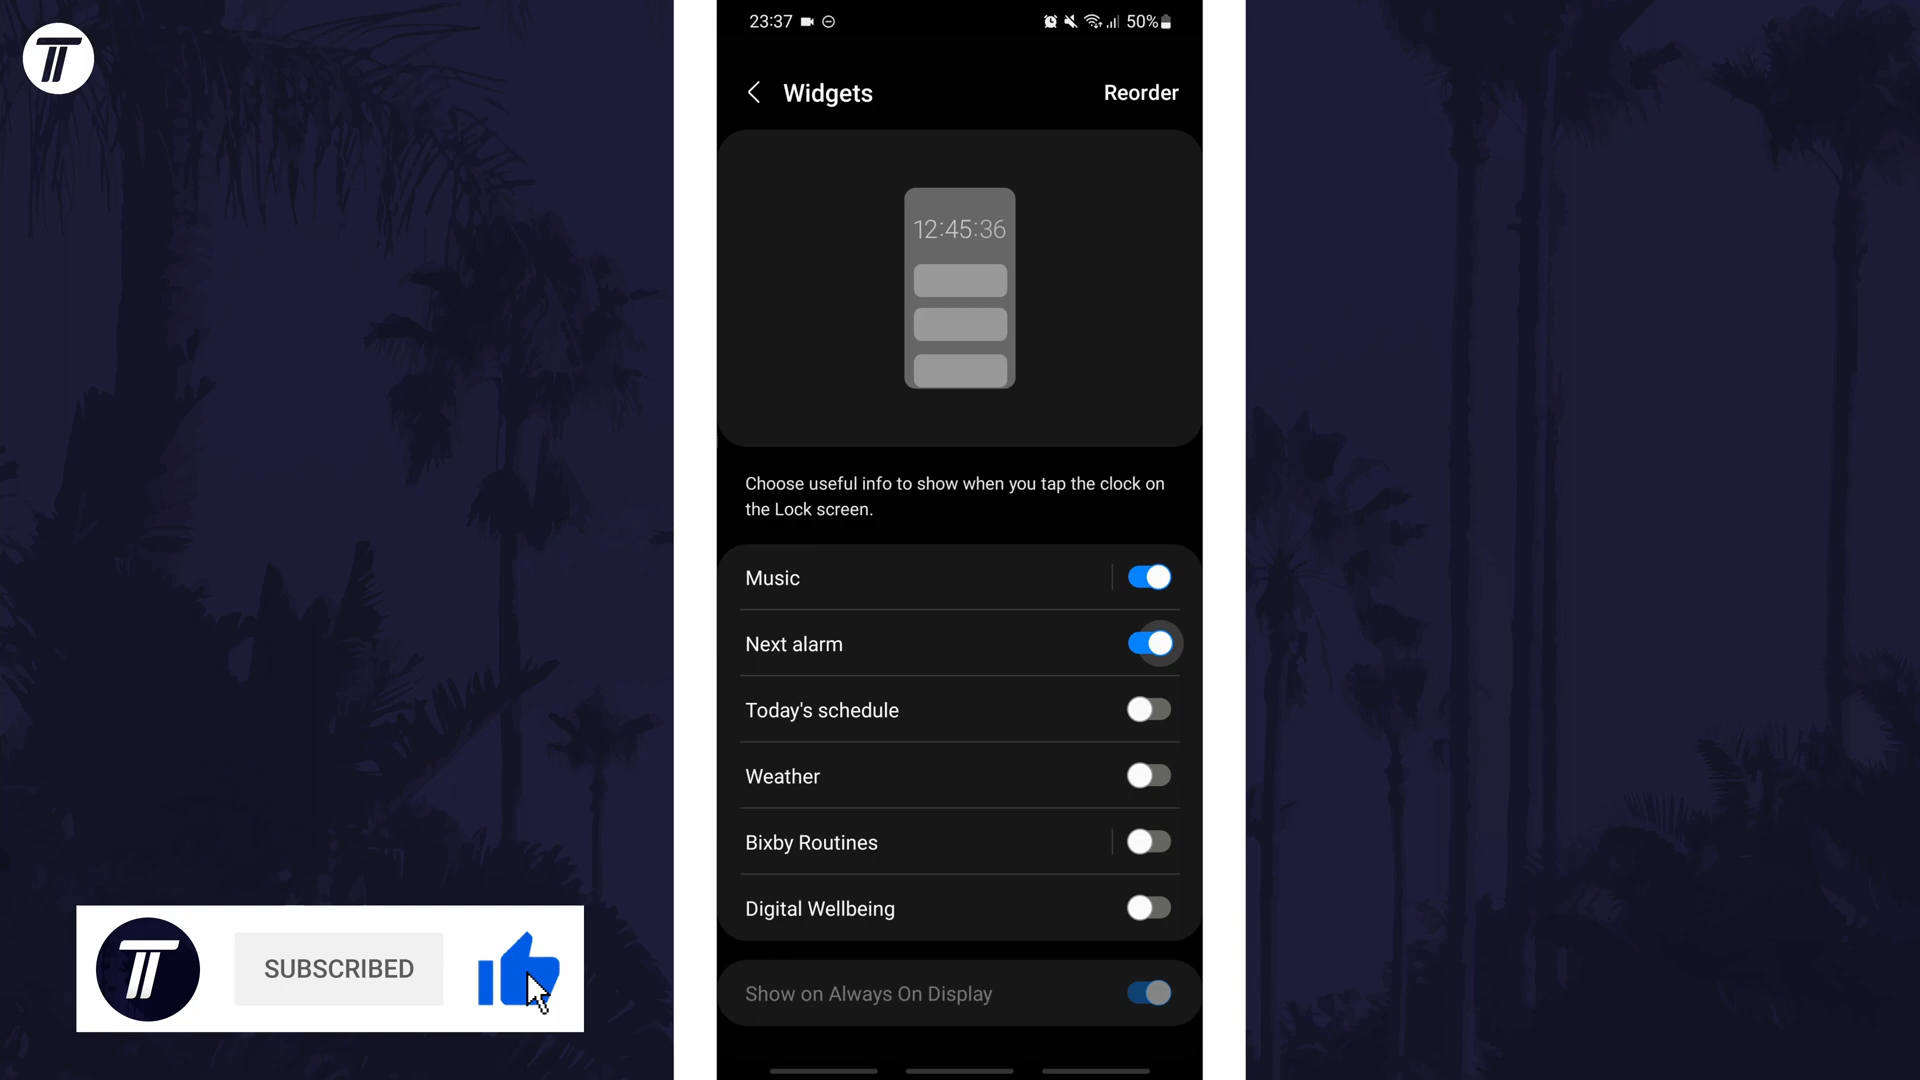 23:37
50%
Widgets
Reorder
12:45:36
Choose useful info to show when you tap the clock on
the Lock screen.
Music
Next alarm
Today's schedule
Weather
Bixby Routines
Digital Wellbeing
Show on Always On Display
SUBSCRIBED